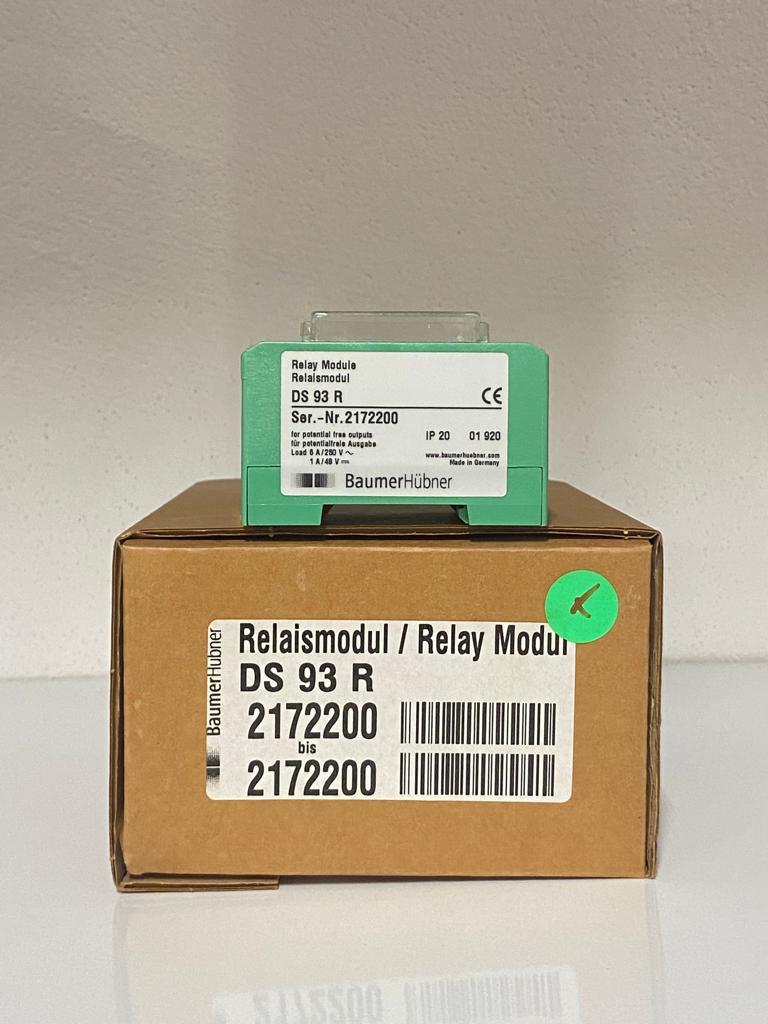 Relay Module
Relaismodul
DS 93 R
CE
Ser.-Nr.2172200
for potential free outputs
für potentialfreie Ausgabe
Load 6 A/250 V ~
1 A/48 V ⎓
IP 20 01 920
www.baumerhuebner.com
Made in Germany
BaumerHübner
BaumerHübner
Relaismodul / Relay Modul
DS 93 R
2172200
bis
2172200
2172200